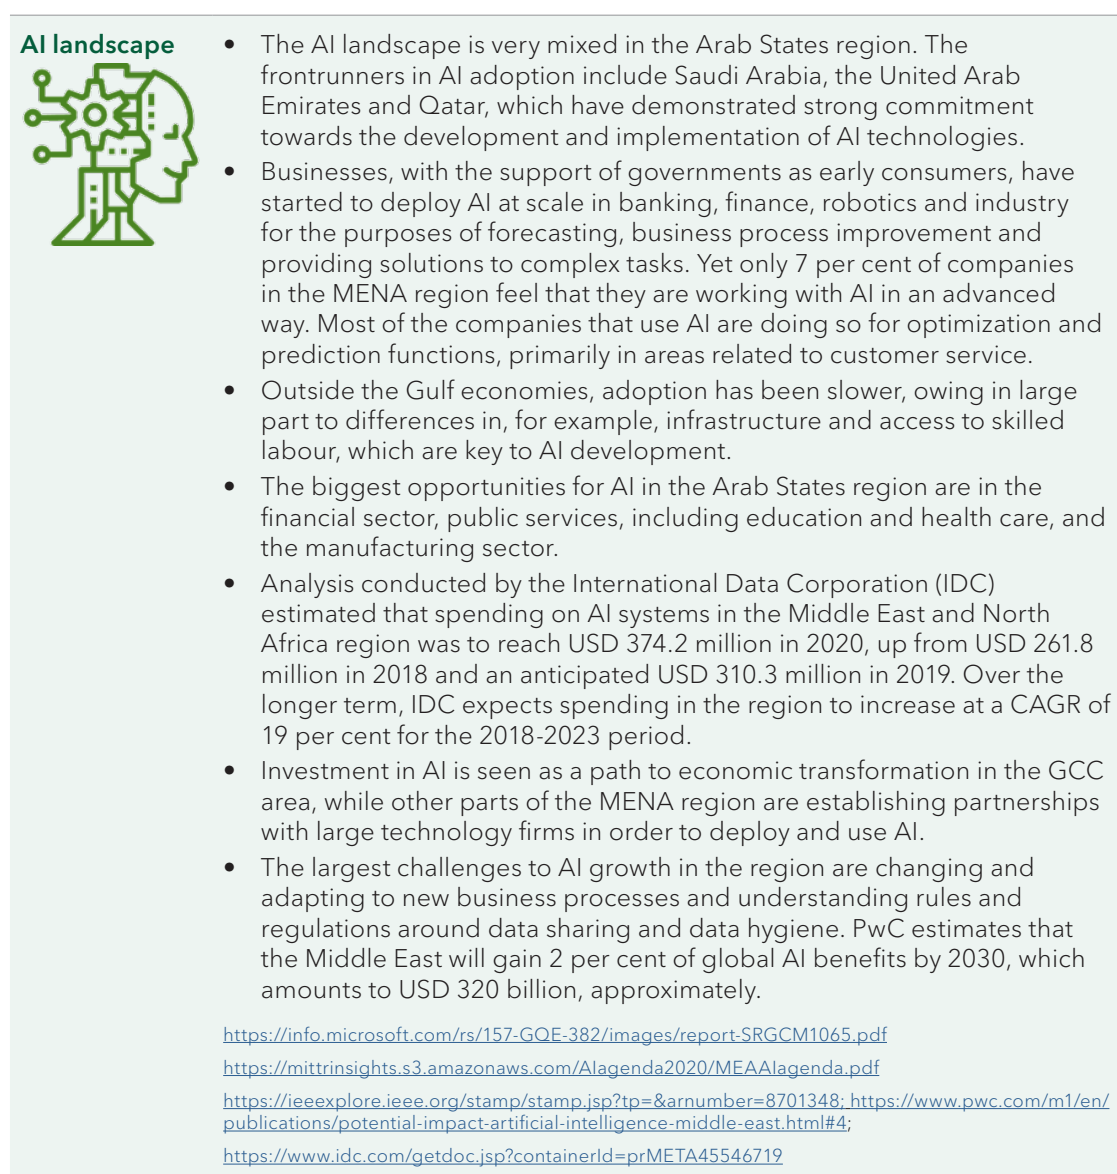 AI landscape
• The AI landscape is very mixed in the Arab States region. The
frontrunners in AI adoption include Saudi Arabia, the United Arab
Emirates and Qatar, which have demonstrated strong commitment
towards the development and implementation of AI technologies.
• Businesses, with the support of governments as early consumers, have
started to deploy AI at scale in banking, finance, robotics and industry
for the purposes of forecasting, business process improvement and
providing solutions to complex tasks. Yet only 7 per cent of companies
in the MENA region feel that they are working with AI in an advanced
way. Most of the companies that use AI are doing so for optimization and
prediction functions, primarily in areas related to customer service.
• Outside the Gulf economies, adoption has been slower, owing in large
part to differences in, for example, infrastructure and access to skilled
labour, which are key to AI development.
• The biggest opportunities for AI in the Arab States region are in the
financial sector, public services, including education and health care, and
the manufacturing sector.
• Analysis conducted by the International Data Corporation (IDC)
estimated that spending on AI systems in the Middle East and North
Africa region was to reach USD 374.2 million in 2020, up from USD 261.8
million in 2018 and an anticipated USD 310.3 million in 2019. Over the
longer term, IDC expects spending in the region to increase at a CAGR of
19 per cent for the 2018-2023 period.
• Investment in AI is seen as a path to economic transformation in the GCC
area, while other parts of the MENA region are establishing partnerships
with large technology firms in order to deploy and use AI.
• The largest challenges to AI growth in the region are changing and
adapting to new business processes and understanding rules and
regulations around data sharing and data hygiene. PwC estimates that
the Middle East will gain 2 per cent of global AI benefits by 2030, which
amounts to USD 320 billion, approximately.
https://info.microsoft.com/rs/157-GQE-382/images/report-SRGCM1065.pdf
https://mittrinsights.s3.amazonaws.com/AIagenda2020/MEAAIagenda.pdf
https://ieeexplore.ieee.org/stamp/stamp.jsp?tp=&arnumber=8701348; https://www.pwc.com/m1/en/
publications/potential-impact-artificial-intelligence-middle-east.html#4;
https://www.idc.com/getdoc.jsp?containerId=prMETA45546719